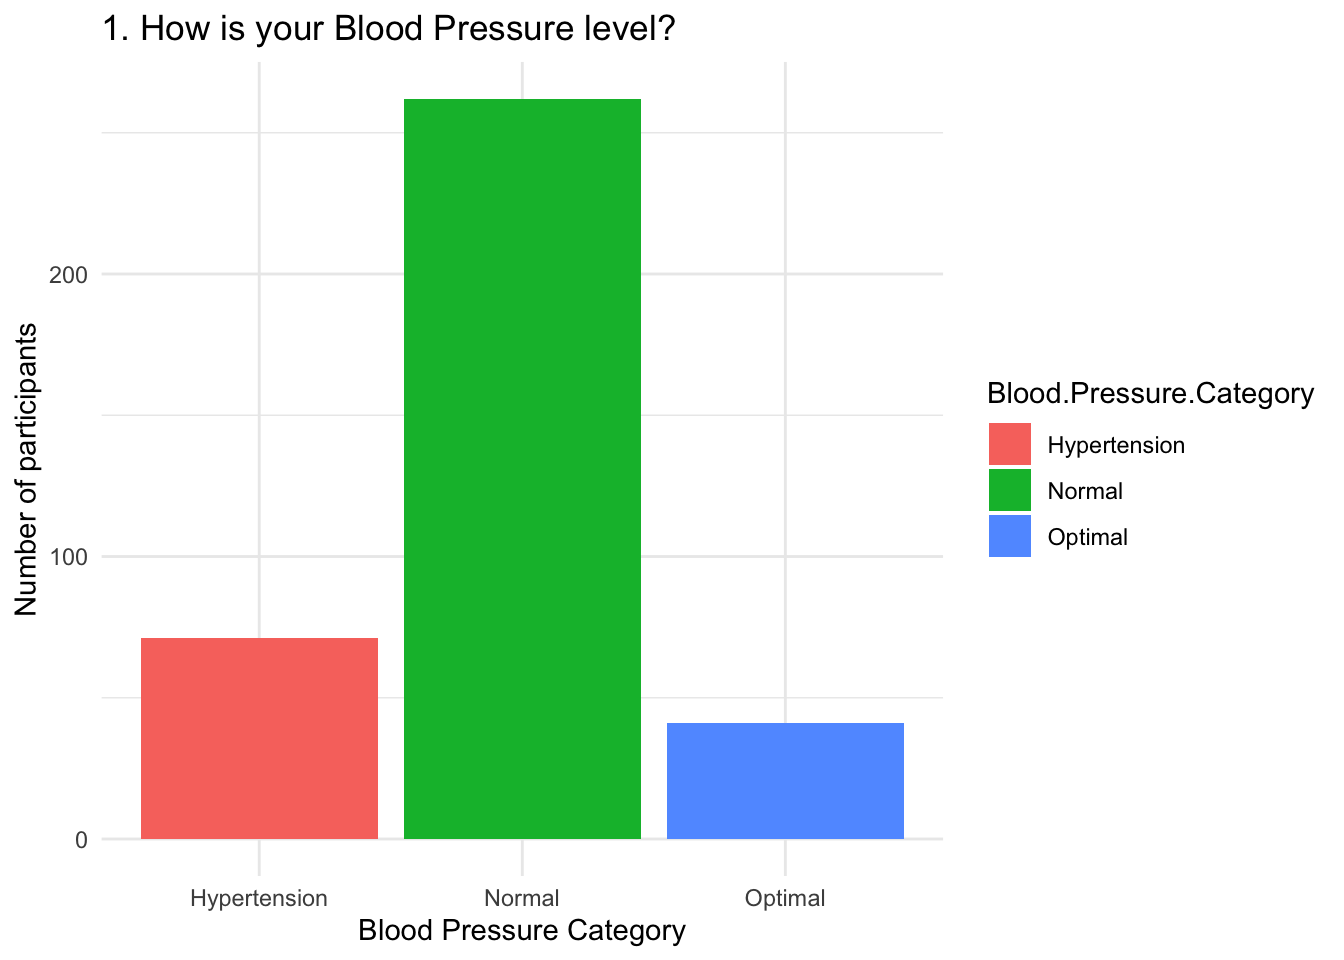 1. How is your Blood Pressure level?
Number of participants
200
100
0
Hypertension Normal Optimal
Blood Pressure Category
Blood.Pressure.Category
Hypertension
Normal
Optimal